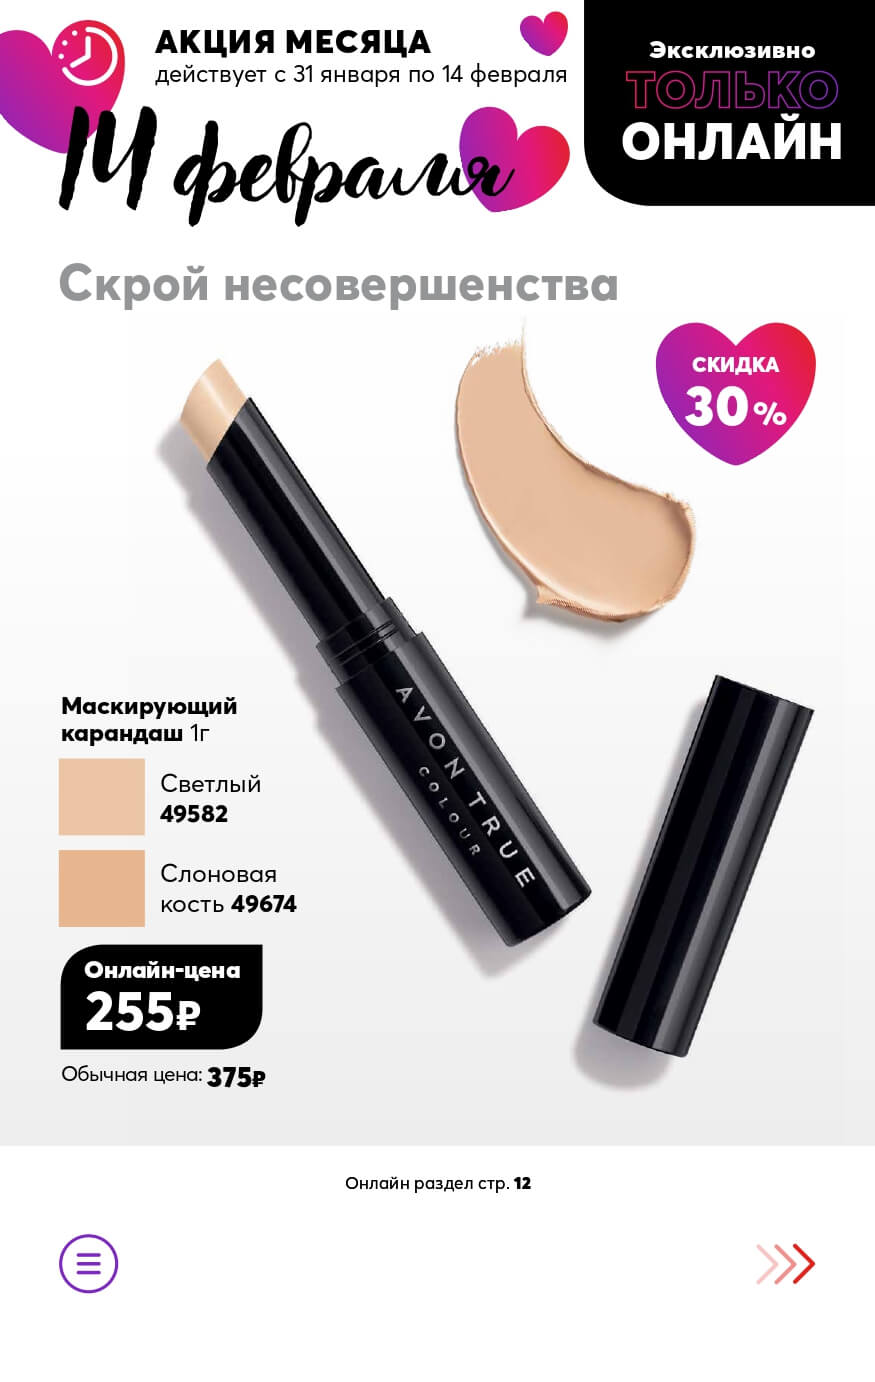 АКЦИЯ МЕСЯЦА
действует с 31 января по 14 февраля
14 февраля
Эксклюзивно
ТОЛЬКО
ОНЛАЙН
Скрой несовершенства
СКИДКА
30%
AVON TRUE
COLOUR
Маскирующий
карандаш 1г
Светлый
49582
Слоновая
кость 49674
Онлайн-цена
255₽
Обычная цена: 375₽
Онлайн раздел стр. 12